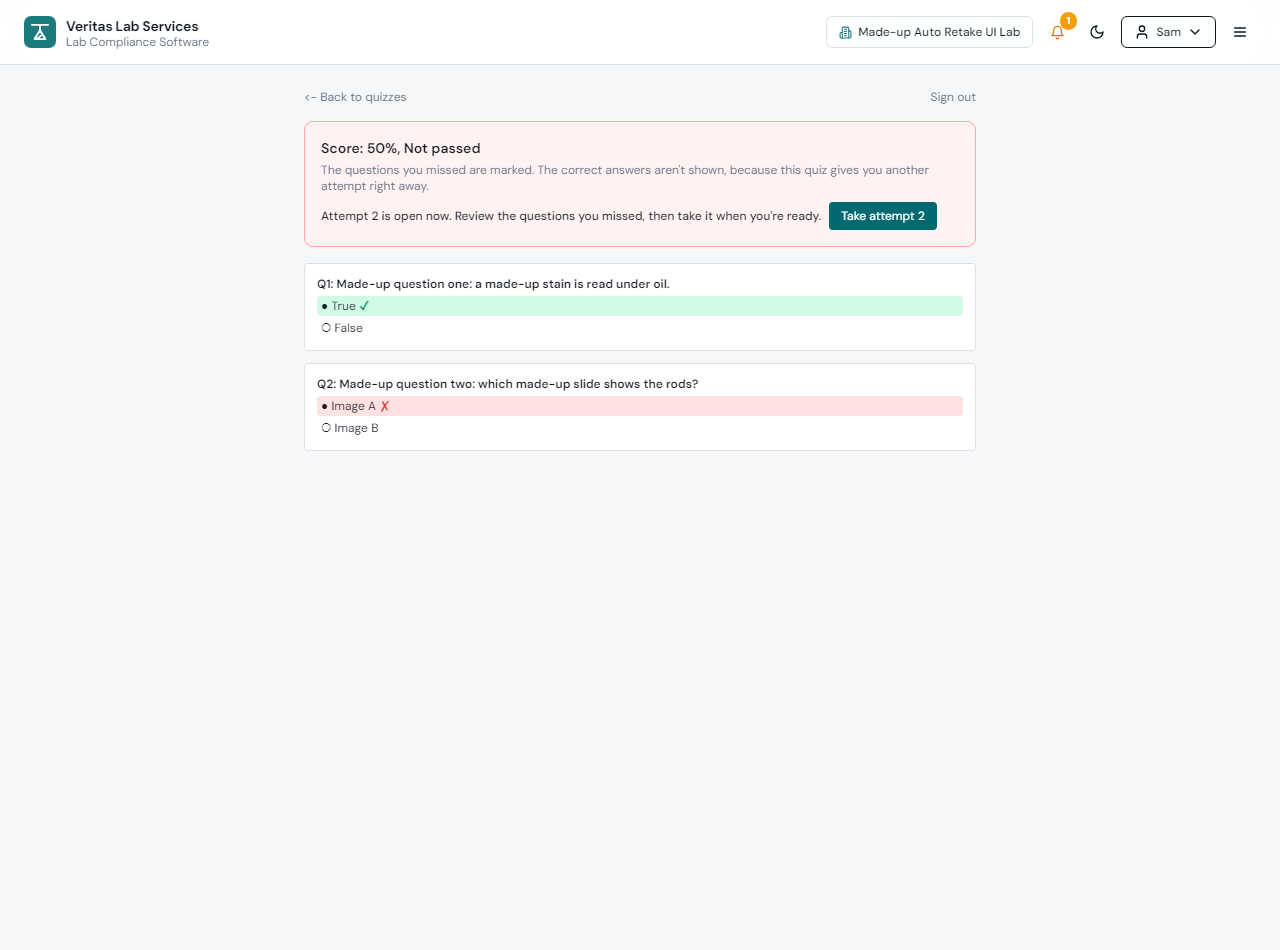 Veritas Lab Services
Lab Compliance Software
Made-up Auto Retake UI Lab
1
Sam
<- Back to quizzes
Sign out
Score: 50%, Not passed
The questions you missed are marked. The correct answers aren't shown, because this quiz gives you another
attempt right away.
Attempt 2 is open now. Review the questions you missed, then take it when you're ready.
Take attempt 2
Q1: Made-up question one: a made-up stain is read under oil.
● True ✓
○ False
Q2: Made-up question two: which made-up slide shows the rods?
● Image A ✗
○ Image B